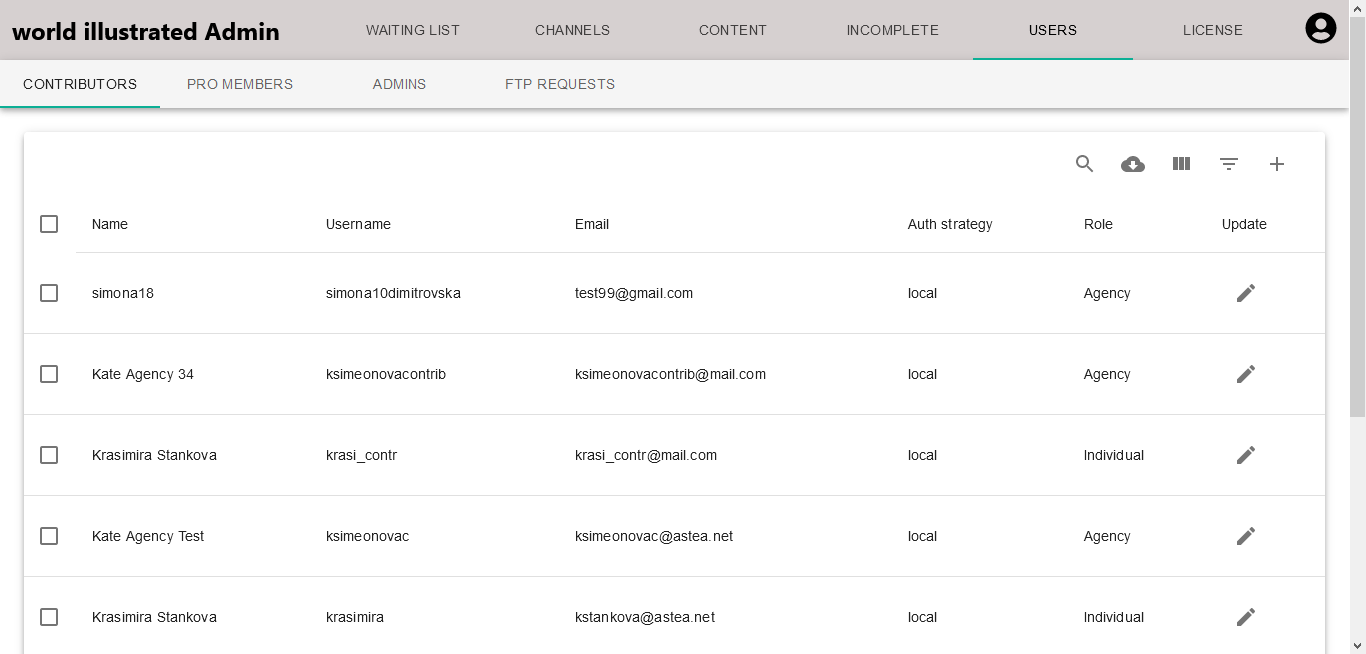 world illustrated Admin WAITING LIST CHANNELS CONTENT INCOMPLETE USERS LICENSE
CONTRIBUTORS PRO MEMBERS ADMINS FTP REQUESTS
Name Username Email Auth strategy Role Update
simona18 simona10dimitrovska test99@gmail.com local Agency
Kate Agency 34 ksimeonovacontrib ksimeonovacontrib@mail.com local Agency
Krasimira Stankova krasi_contr krasi_contr@mail.com local Individual
Kate Agency Test ksimeonovac ksimeonovac@astea.net local Agency
Krasimira Stankova krasimira kstankova@astea.net local Individual